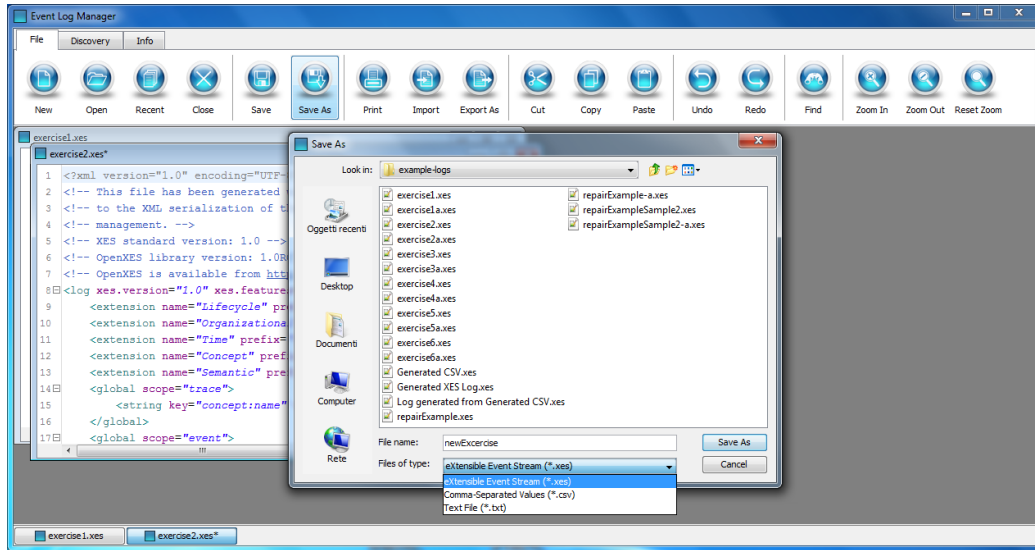 Event Log Manager
File Discovery Info
New Open Recent Close Save Save As Print Import Export As Cut Copy Paste Undo Redo Find Zoom In Zoom Out Reset Zoom
exercise1.xes
exercise2.xes*
1 <?xml version="1.0" encoding="UTF-
2 <!-- This file has been generated
3 <!-- to the XML serialization of t
4 <!-- management. -->
5 <!-- XES standard version: 1.0 -->
6 <!-- OpenXES library version: 1.0R
7 <!-- OpenXES is available from htt
8 <log xes.version="1.0" xes.feature
9 <extension name="Lifecycle" pre
10 <extension name="Organizationa
11 <extension name="Time" prefix=
12 <extension name="Concept" pref
13 <extension name="Semantic" pre
14 <global scope="trace">
15 <string key="concept:name"
16 </global>
17 <global scope="event">
Save As
Look in: example-logs
Oggetti recenti
Desktop
Documenti
Computer
Rete
exercise1.xes
exercise1a.xes
exercise2.xes
exercise2a.xes
exercise3.xes
exercise3a.xes
exercise4.xes
exercise4a.xes
exercise5.xes
exercise5a.xes
exercise6.xes
exercise6a.xes
Generated CSV.xes
Generated XES Log.xes
Log generated from Generated CSV.xes
repairExample.xes
repairExample-a.xes
repairExampleSample2.xes
repairExampleSample2-a.xes
File name: newExcercise Save As
Files of type: eXtensible Event Stream (*.xes) Cancel
eXtensible Event Stream (*.xes)
Comma-Separated Values (*.csv)
Text File (*.txt)
exercise1.xes exercise2.xes*